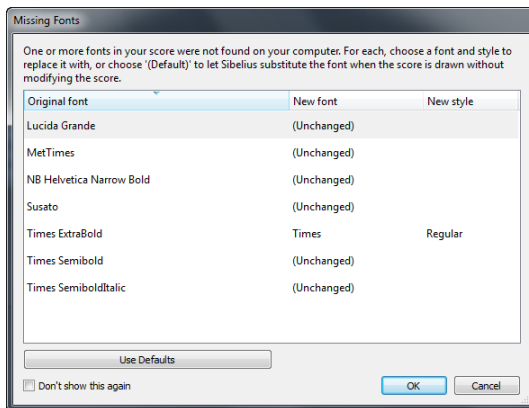 Missing Fonts
One or more fonts in your score were not found on your computer. For each, choose a font and style to
replace it with, or choose '(Default)' to let Sibelius substitute the font when the score is drawn without
modifying the score.
Original font New font New style
Lucida Grande (Unchanged)
MetTimes (Unchanged)
NB Helvetica Narrow Bold (Unchanged)
Susato (Unchanged)
Times ExtraBold Times Regular
Times Semibold (Unchanged)
Times SemiboldItalic (Unchanged)
Use Defaults
Don't show this again OK Cancel